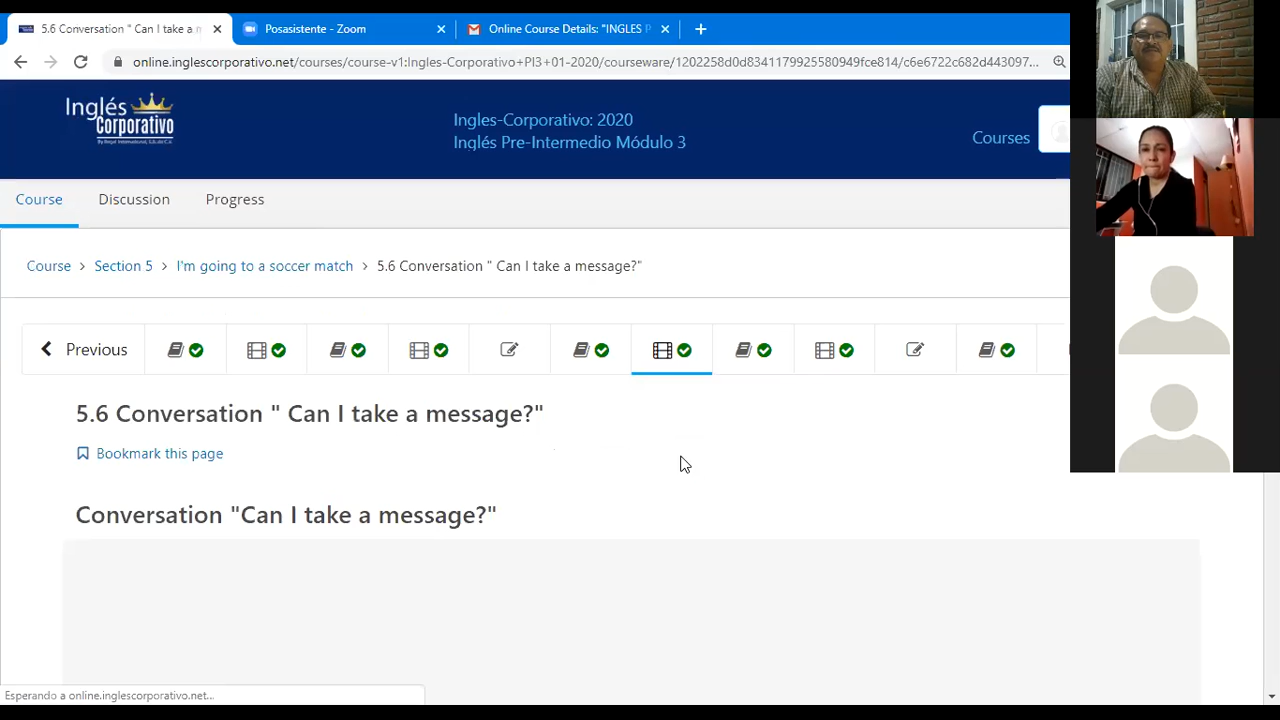 5.6 Conversation " Can I take a m
Posasistente - Zoom
Online Course Details: "INGLES P
online.inglescorporativo.net/courses/course-v1:Ingles-Corporativo+PI3+01-2020/courseware/
Inglés
Corporativo
Ingles-Corporativo: 2020
Inglés Pre-Intermedio Módulo 3
Courses
Course
Discussion
Progress
Course > Section 5 > I'm going to a soccer match > 5.6 Conversation " Can I take a message?"
Previous
5.6 Conversation " Can I take a message?"
Bookmark this page
Conversation "Can I take a message?"
Esperando a online.inglescorporativo.net...